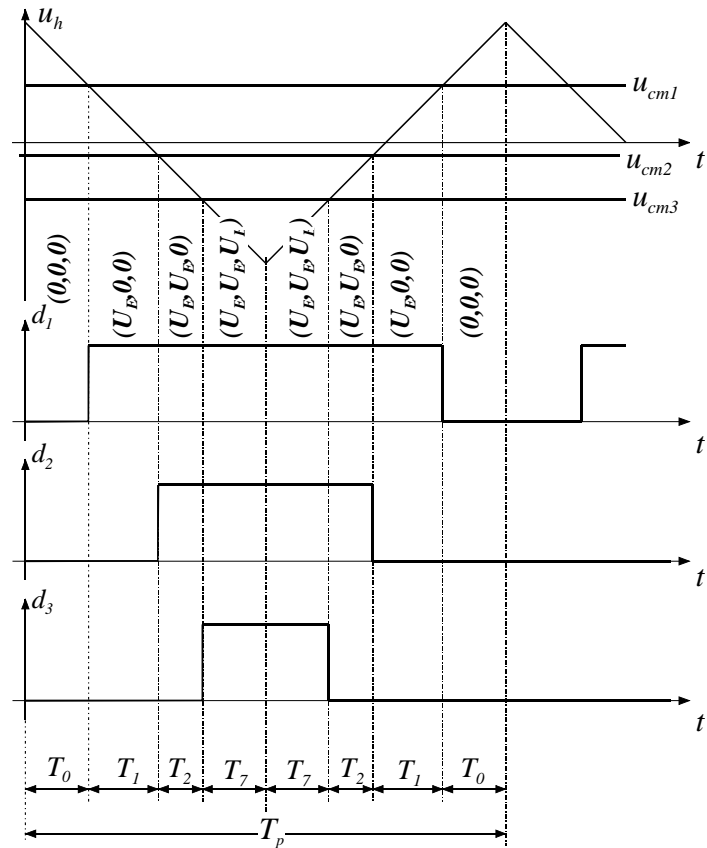 u_h
u_cm1
t
u_cm2
u_cm3
(0,0,0)
(U_E,0,0)
(U_E,U_E,0)
(U_E,U_E,U_E)
(U_E,U_E,U_E)
(U_E,U_E,0)
(U_E,0,0)
(0,0,0)
d_1
t
d_2
t
d_3
t
T_0 T_1 T_2 T_7 T_7 T_2 T_1 T_0
T_p